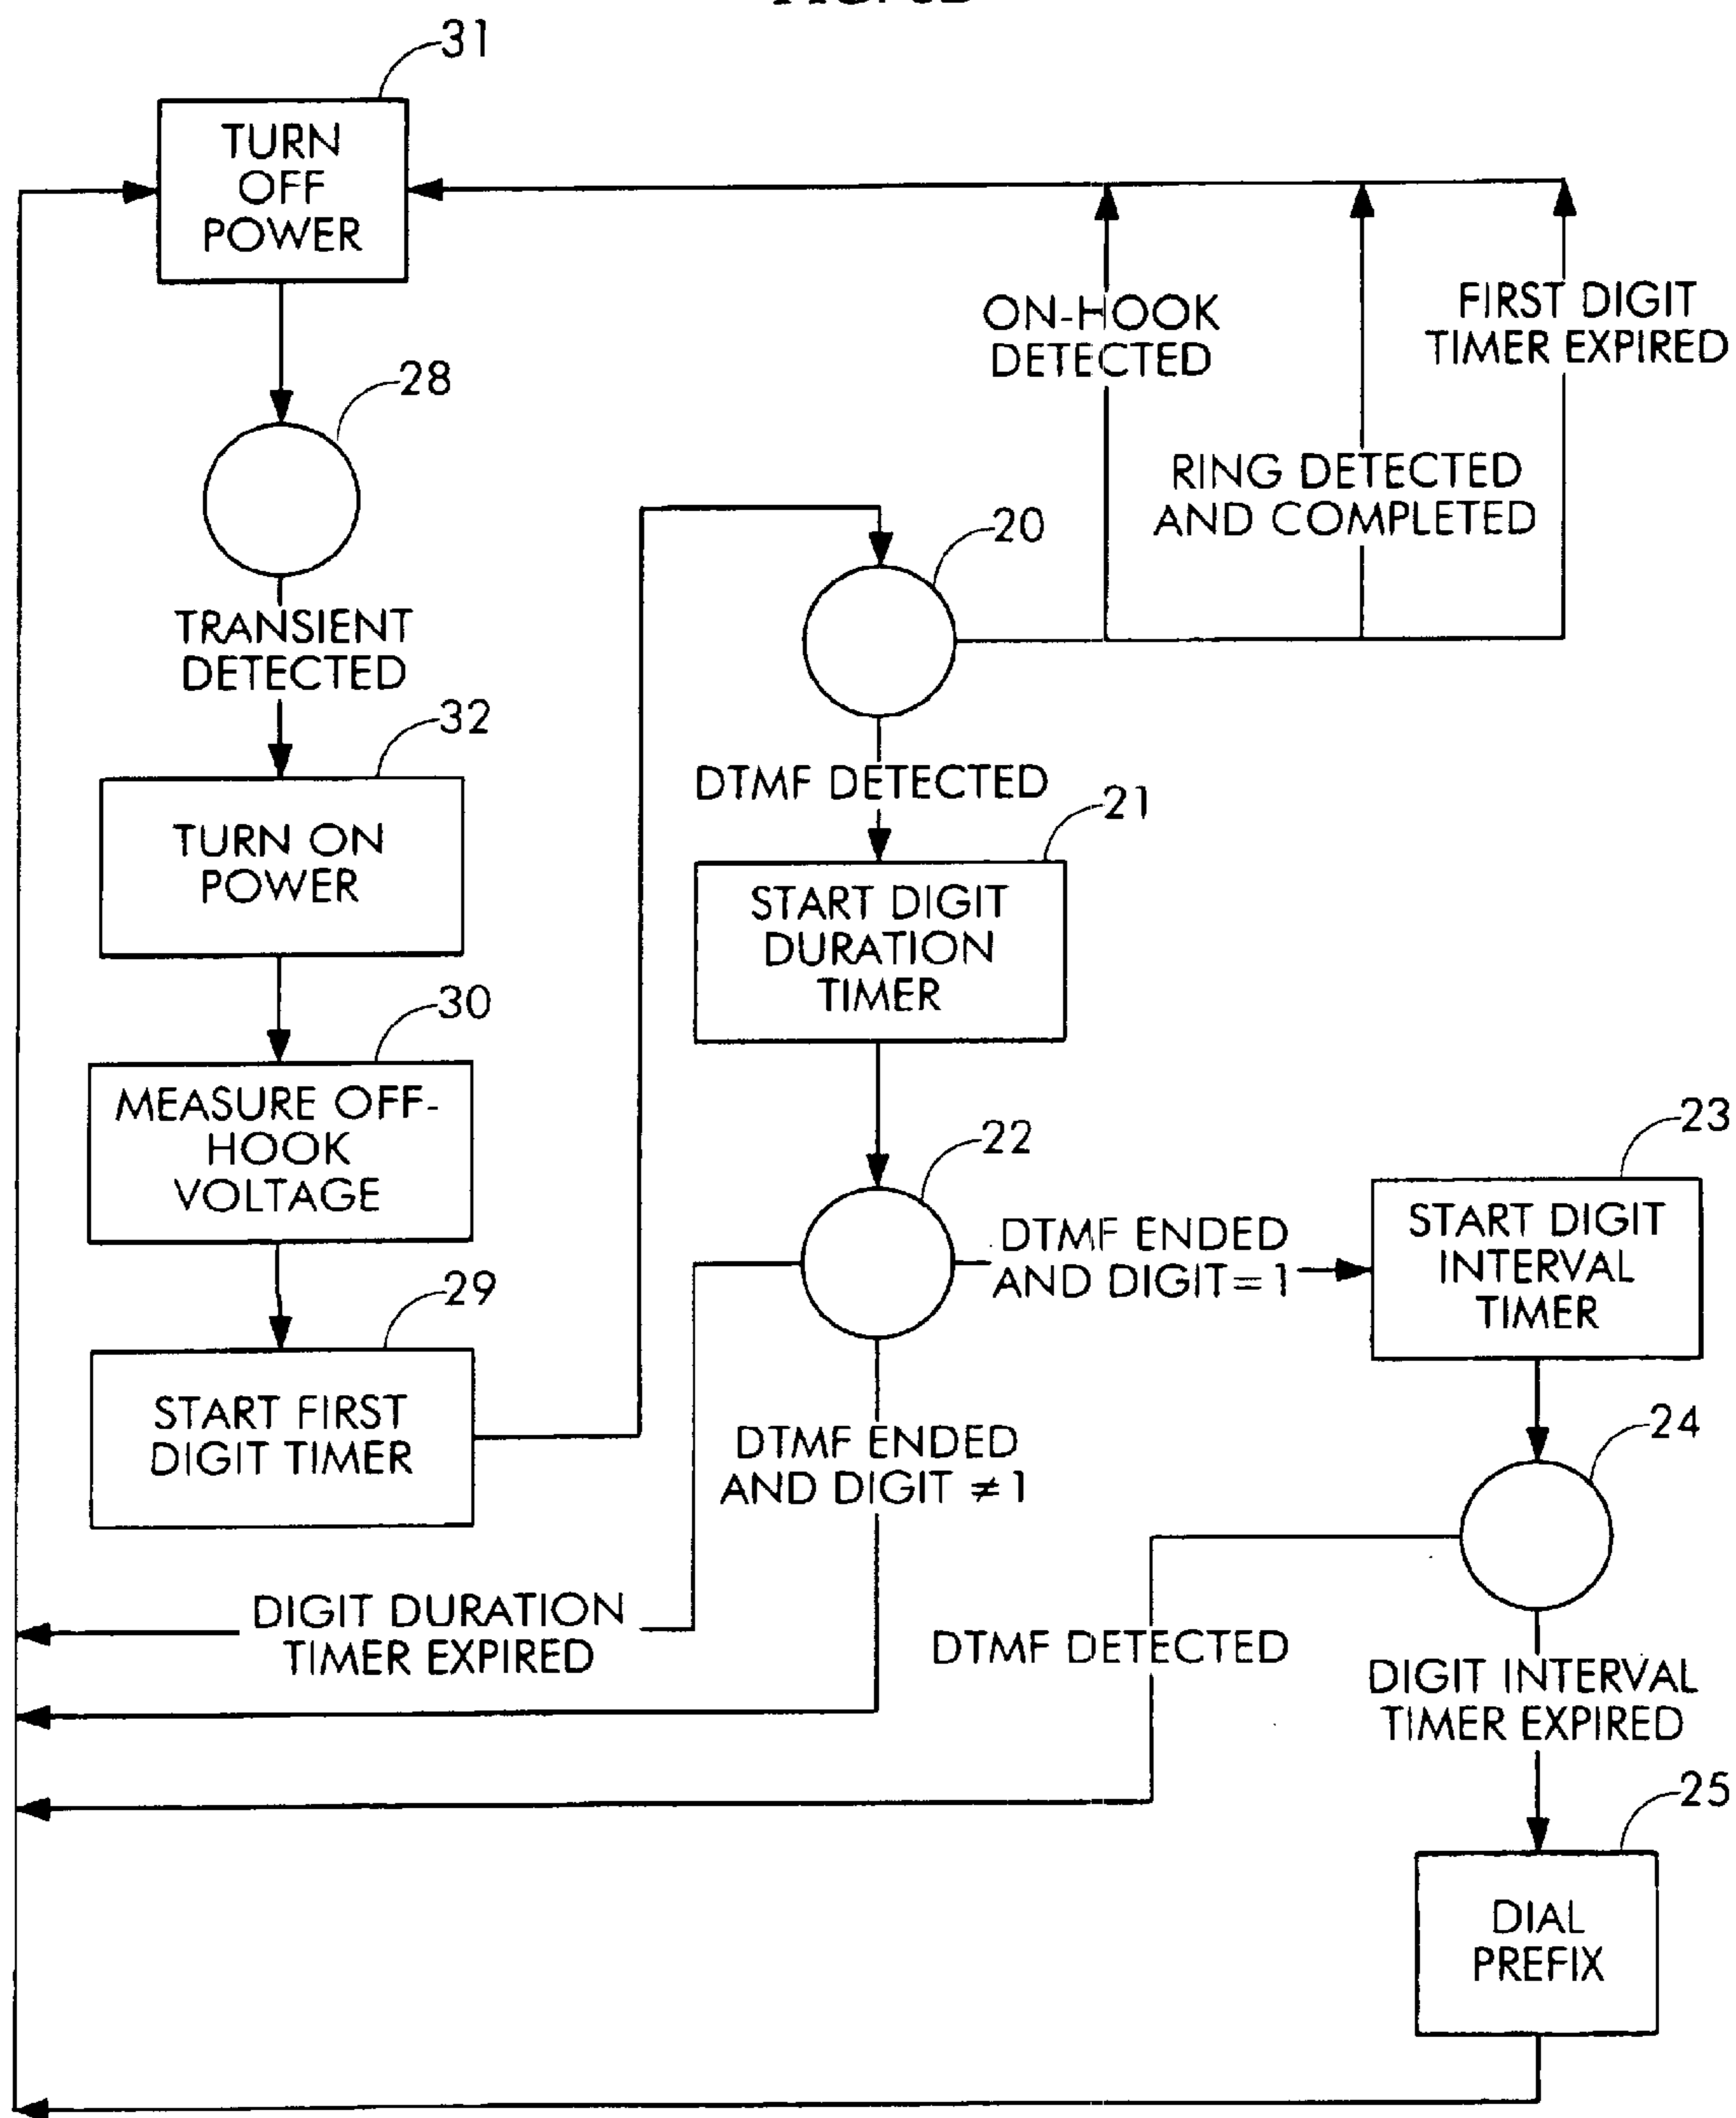 31
TURN
OFF
POWER
28
ON-HOOK
DETECTED
FIRST DIGIT
TIMER EXPIRED
RING DETECTED
AND COMPLETED
20
TRANSIENT
DETECTED
32
TURN ON
POWER
DTMF DETECTED
21
START DIGIT
DURATION
TIMER
30
MEASURE OFF-
HOOK
VOLTAGE
22
23
DTMF ENDED
AND DIGIT=1
START DIGIT
INTERVAL
TIMER
29
START FIRST
DIGIT TIMER
DTMF ENDED
AND DIGIT ≠ 1
24
DIGIT DURATION
TIMER EXPIRED
DTMF DETECTED
DIGIT INTERVAL
TIMER EXPIRED
25
DIAL
PREFIX